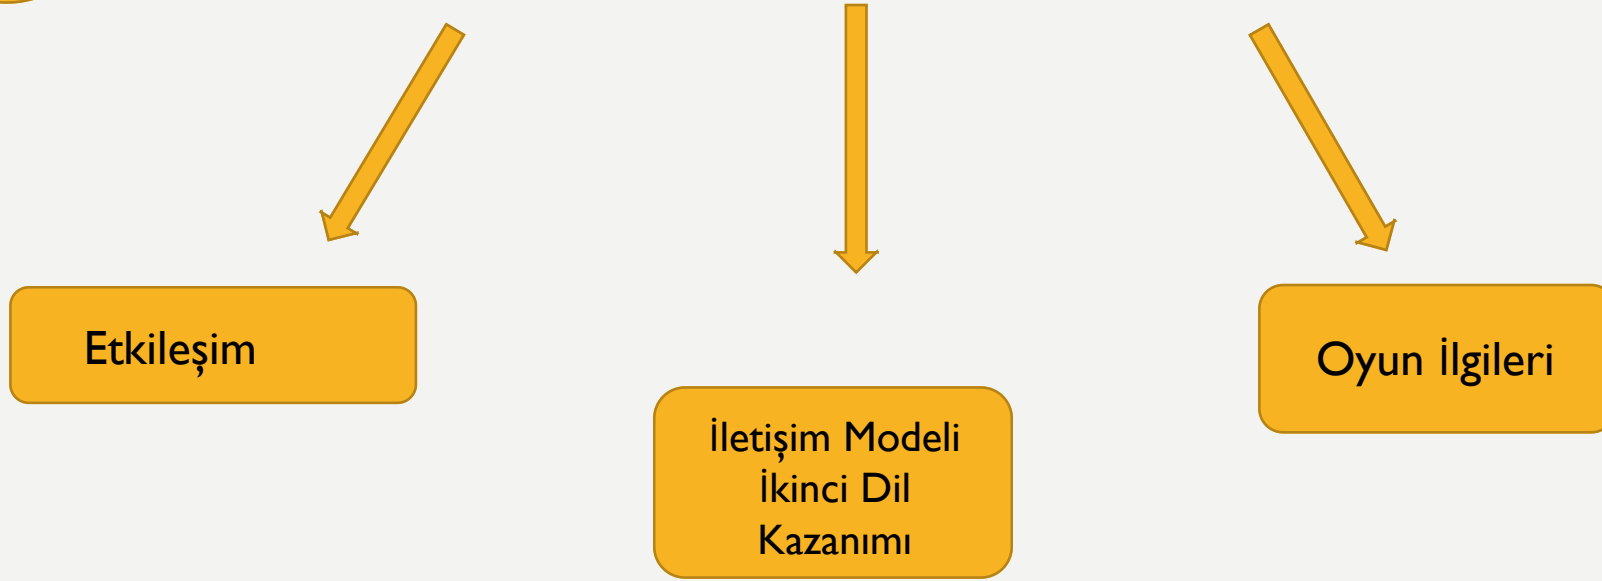 Etkileşim
Oyun İlgileri
İletişim Modeli
İkinci Dil
Kazanımı